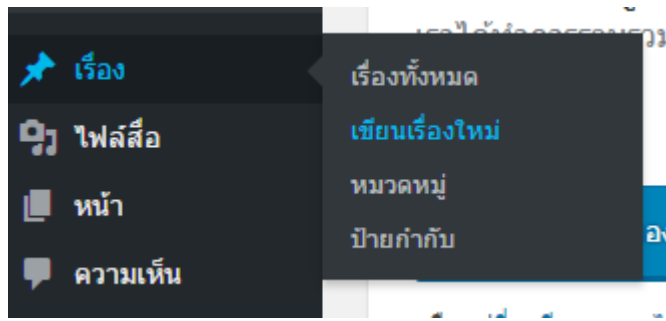 เรื่อง
ไฟล์สื่อ
หน้า
ความเห็น
เรื่องทั้งหมด
เขียนเรื่องใหม่
หมวดหมู่
ป้ายกำกับ